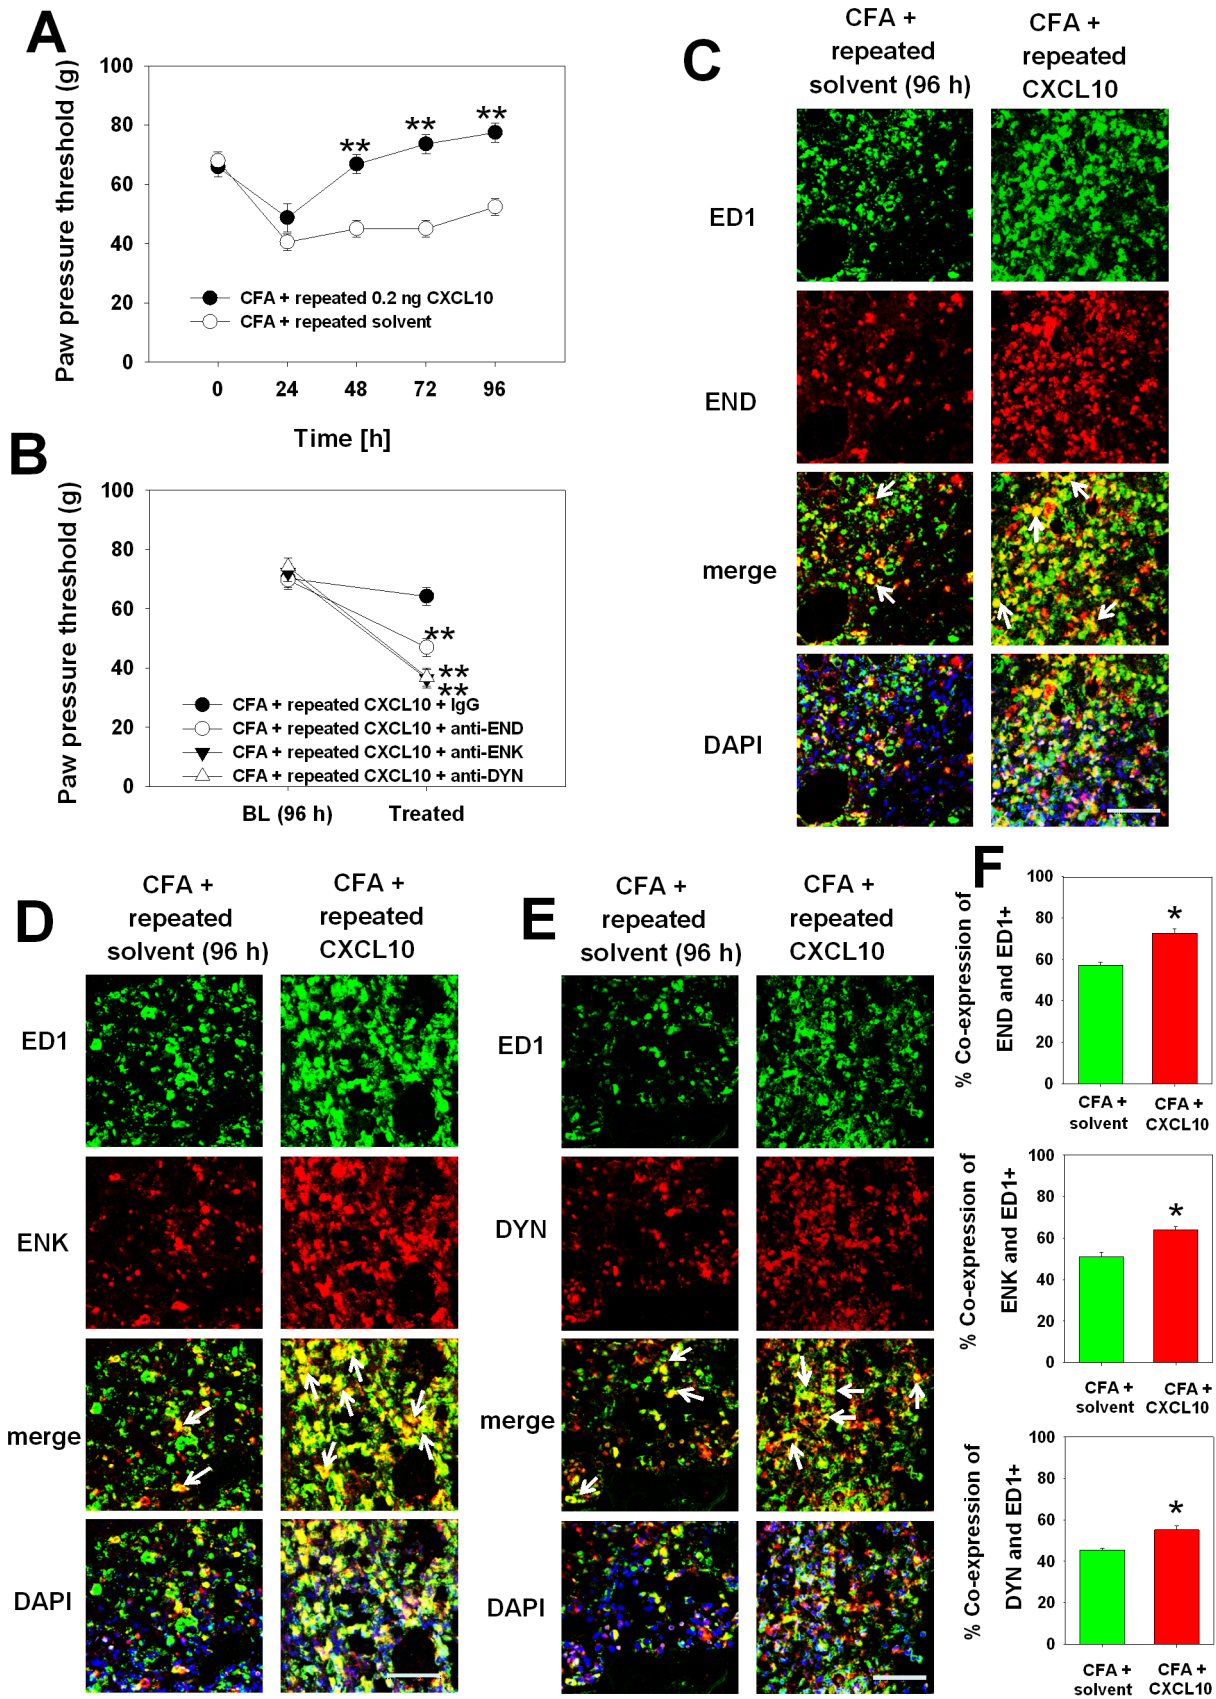 A
Paw pressure threshold (g)
100
80
60
40
20
0
** ** **
CFA + repeated 0.2 ng CXCL10
CFA + repeated solvent
0 24 48 72 96
Time [h]
B
Paw pressure threshold (g)
100
80
60
40
20
0
**
**
**
CFA + repeated CXCL10 + IgG
CFA + repeated CXCL10 + anti-END
CFA + repeated CXCL10 + anti-ENK
CFA + repeated CXCL10 + anti-DYN
BL (96 h) Treated
C
CFA +
repeated
solvent (96 h)
CFA +
repeated
CXCL10
ED1
END
merge
DAPI
D
CFA +
repeated
solvent (96 h)
CFA +
repeated
CXCL10
ED1
ENK
merge
DAPI
E
CFA +
repeated
solvent (96 h)
CFA +
repeated
CXCL10
ED1
DYN
merge
DAPI
F
% Co-expression of
END and ED1+
100
80
60
40
20
0
*
CFA +
solvent
CFA +
CXCL10
% Co-expression of
ENK and ED1+
100
80
60
40
20
0
*
CFA +
solvent
CFA +
CXCL10
% Co-expression of
DYN and ED1+
100
80
60
40
20
0
*
CFA +
solvent
CFA +
CXCL10